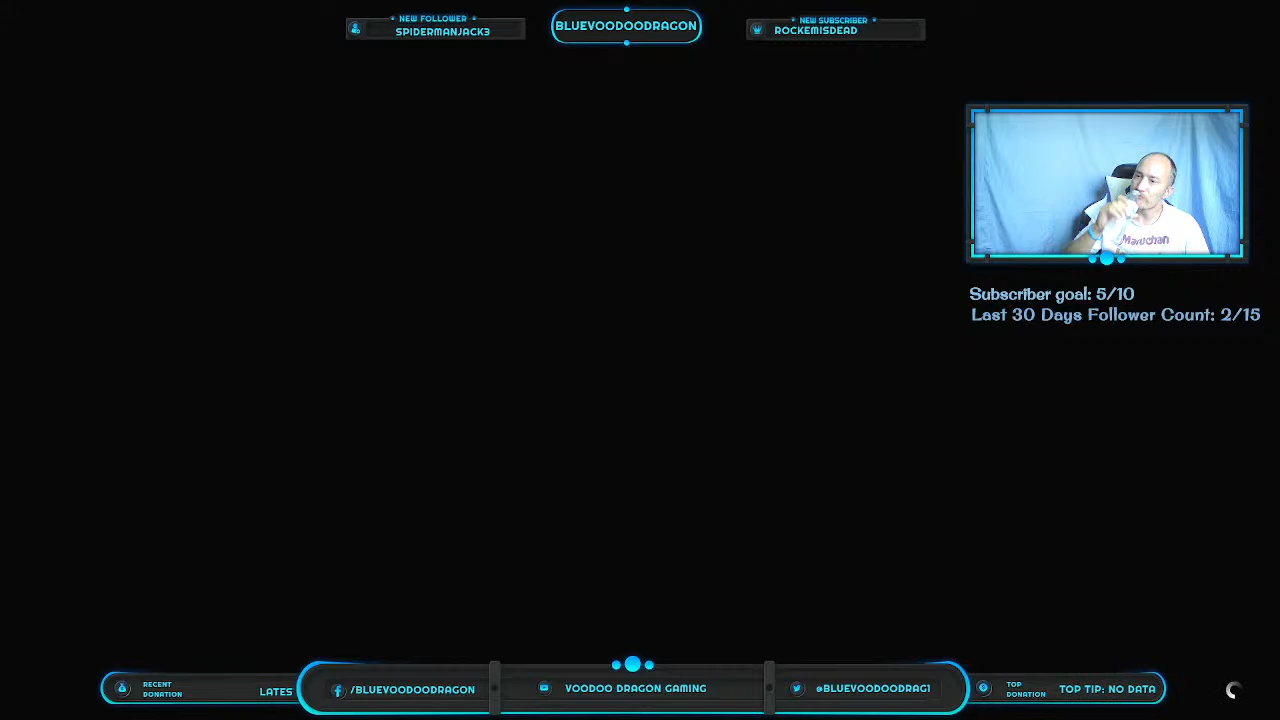 NEW FOLLOWER
SPIDERMANJACK3
BLUEVOODOODRAGON
NEW SUBSCRIBER
ROCKEMISDEAD
Maruchan
Subscriber goal: 5/10
Last 30 Days Follower Count: 2/15
RECENT
DONATION
LATES
/BLUEVOODOODRAGON
VOODOO DRAGON GAMING
@BLUEVOODOODRAG1
TOP
DONATION
TOP TIP: NO DATA